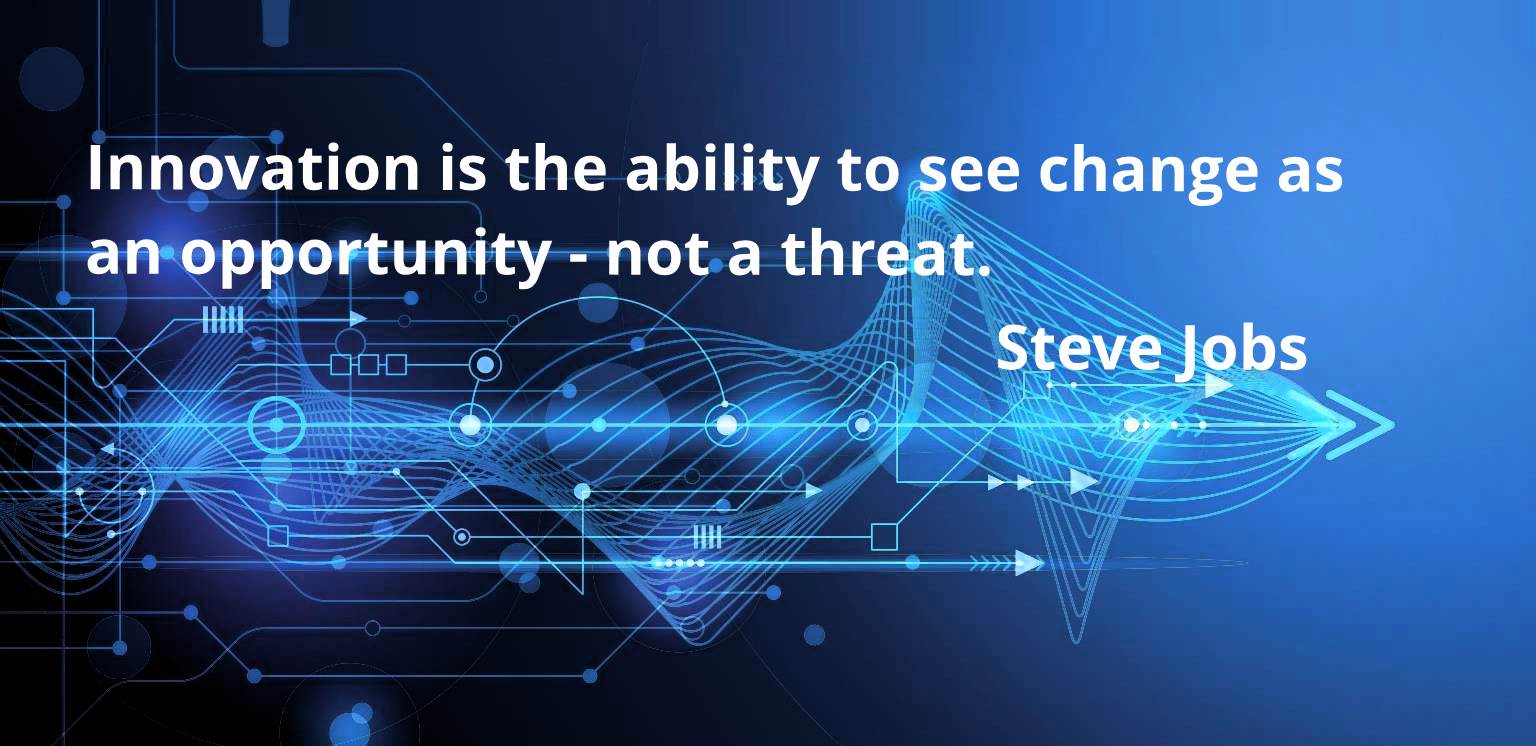 Innovation is the ability to see change as
an opportunity - not a threat.
Steve Jobs